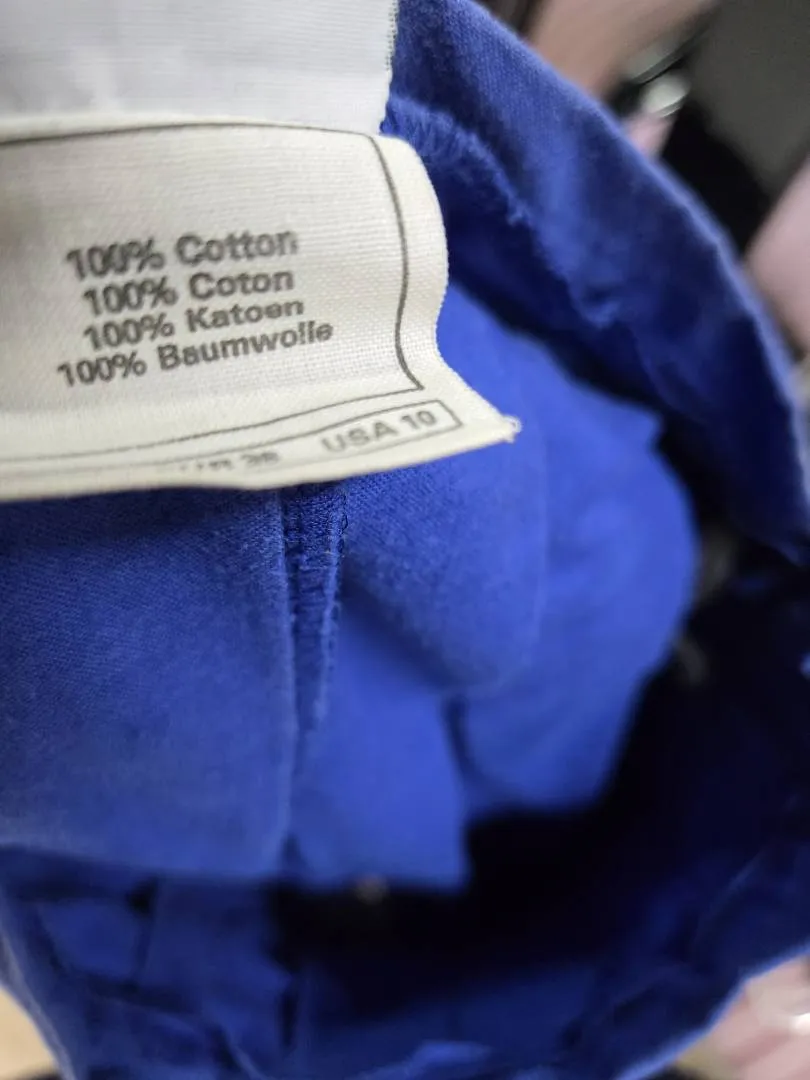 100% Cotton
100% Coton
100% Katoen
100% Baumwolle
USA 10